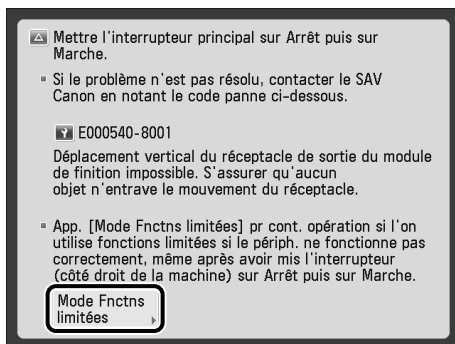 Mettre l'interrupteur principal sur Arrêt puis sur
Marche.
Si le problème n'est pas résolu, contacter le SAV
Canon en notant le code panne ci-dessous.
E000540-8001
Déplacement vertical du réceptacle de sortie du module
de finition impossible. S'assurer qu'aucun
objet n'entrave le mouvement du réceptacle.
App. [Mode Fnctns limitées] pr cont. opération si l'on
utilise fonctions limitées si le périph. ne fonctionne pas
correctement, même après avoir mis l'interrupteur
(côté droit de la machine) sur Arrêt puis sur Marche.
Mode Fnctns
limitées